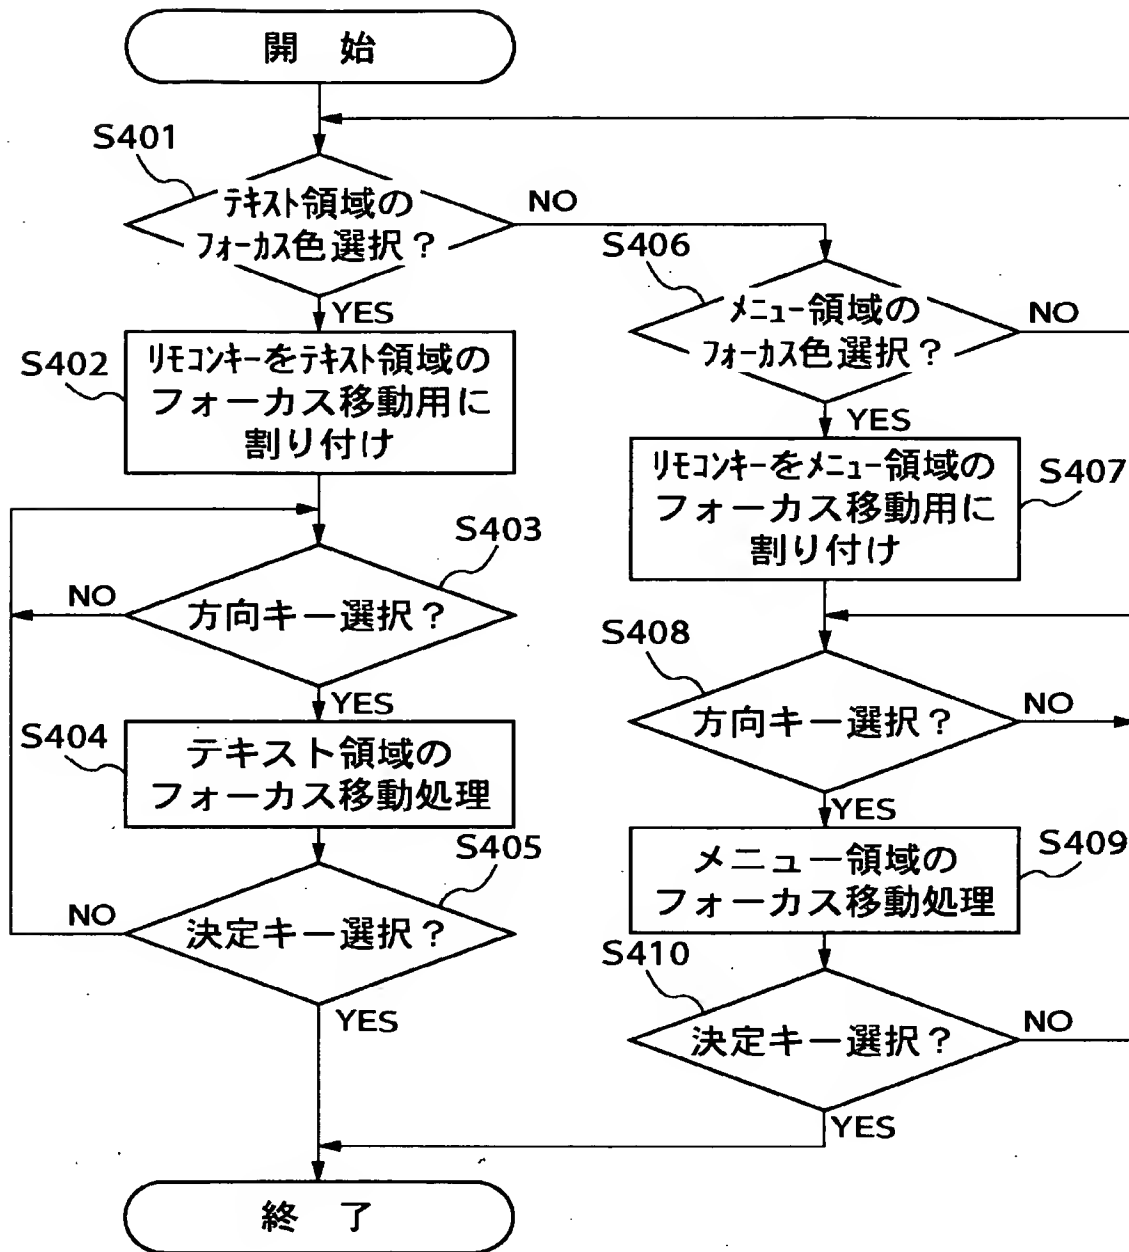 開始
S401
テキスト領域の
フォーカス色選択?
NO
YES
S402
リモコンキーをテキスト領域の
フォーカス移動用に
割り付け
S403
方向キー選択?
NO
YES
S404
テキスト領域の
フォーカス移動処理
S405
決定キー選択?
NO
YES
S406
メニュー領域の
フォーカス色選択?
NO
YES
S407
リモコンキーをメニュー領域の
フォーカス移動用に
割り付け
S408
方向キー選択?
NO
YES
S409
メニュー領域の
フォーカス移動処理
S410
決定キー選択?
NO
YES
終了